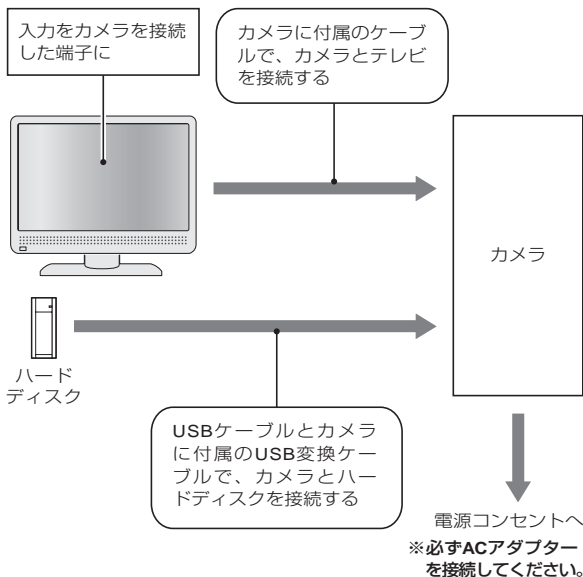 入力をカメラを接続
した端子に
カメラに付属のケーブ
ルで、カメラとテレビ
を接続する
カメラ
ハード
ディスク
USBケーブルとカメラ
に付属のUSB変換ケー
ブルで、カメラとハー
ドディスクを接続する
電源コンセントへ
※必ずACアダプター
を接続してください。